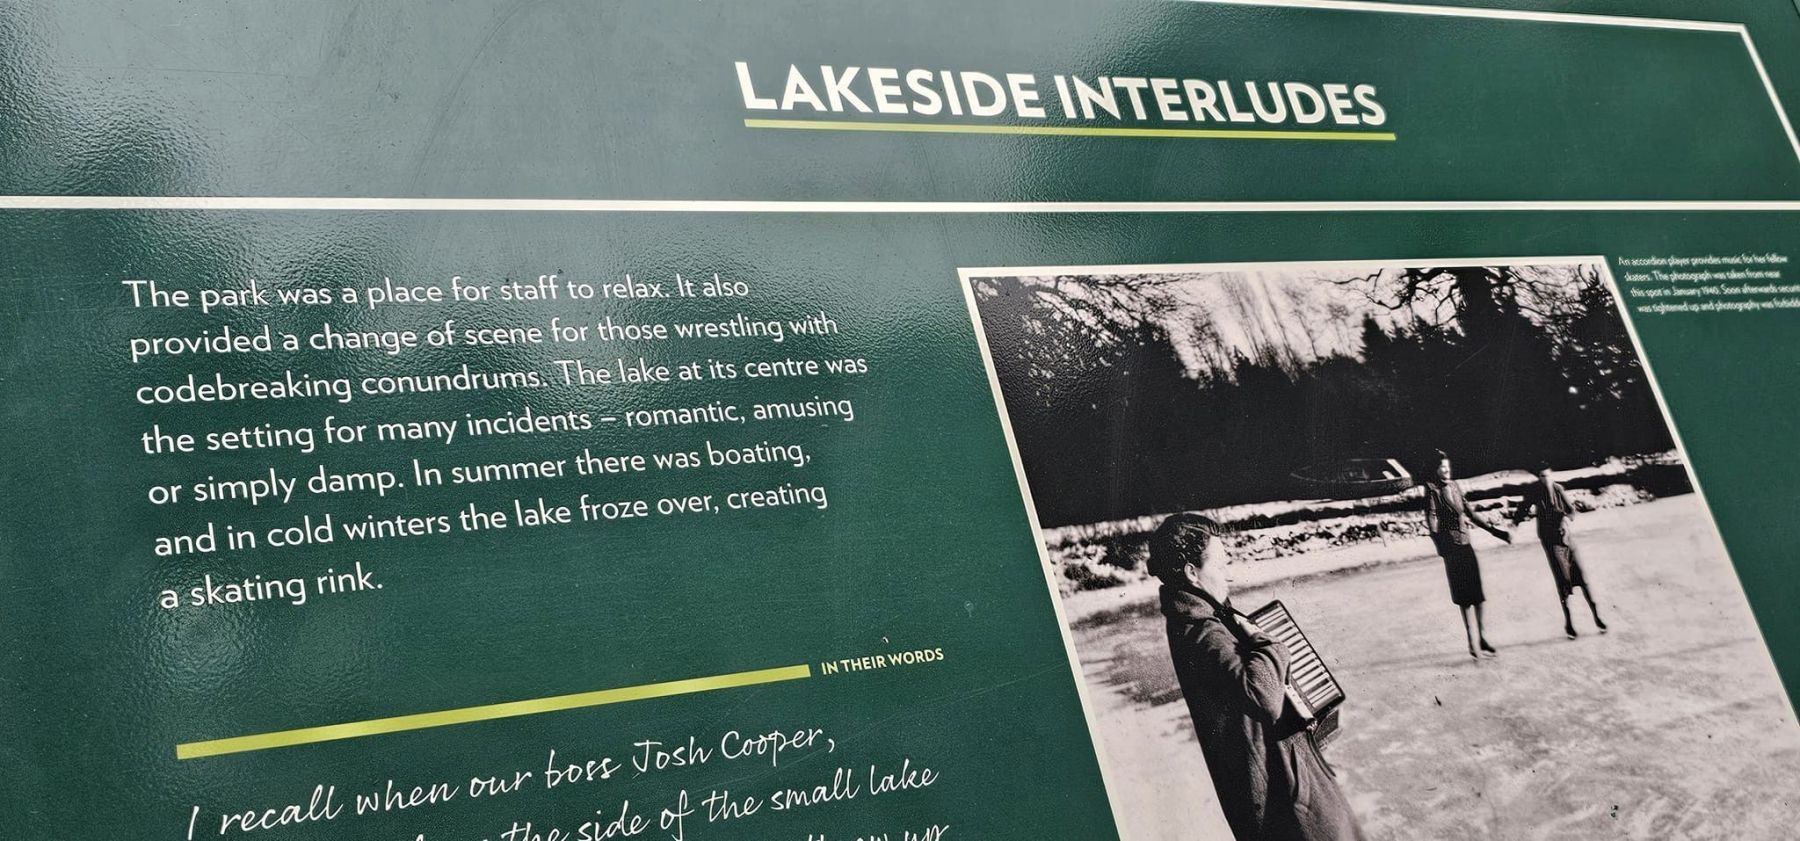 LAKESIDE INTERLUDES
The park was a place for staff to relax. It also
provided a change of scene for those wrestling with
codebreaking conundrums. The lake at its centre was
the setting for many incidents – romantic, amusing
or simply damp. In summer there was boating,
and in cold winters the lake froze over, creating
a skating rink.
An accordion player provides music for her fellow
skaters. The photograph was taken from near
this spot in January 1940. Soon afterwards
was tightened up and photography was
IN THEIR WORDS
I recall when our boss Josh Cooper,
the side of the small lake
up